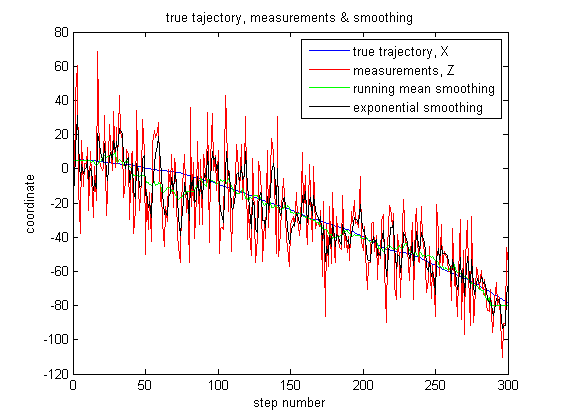 true tajectory, measurements & smoothing
80
60
40
20
0
-20
-40
-60
-80
-100
-120
coordinate
true trajectory, X
measurements, Z
running mean smoothing
exponential smoothing
0 50 100 150 200 250 300
step number